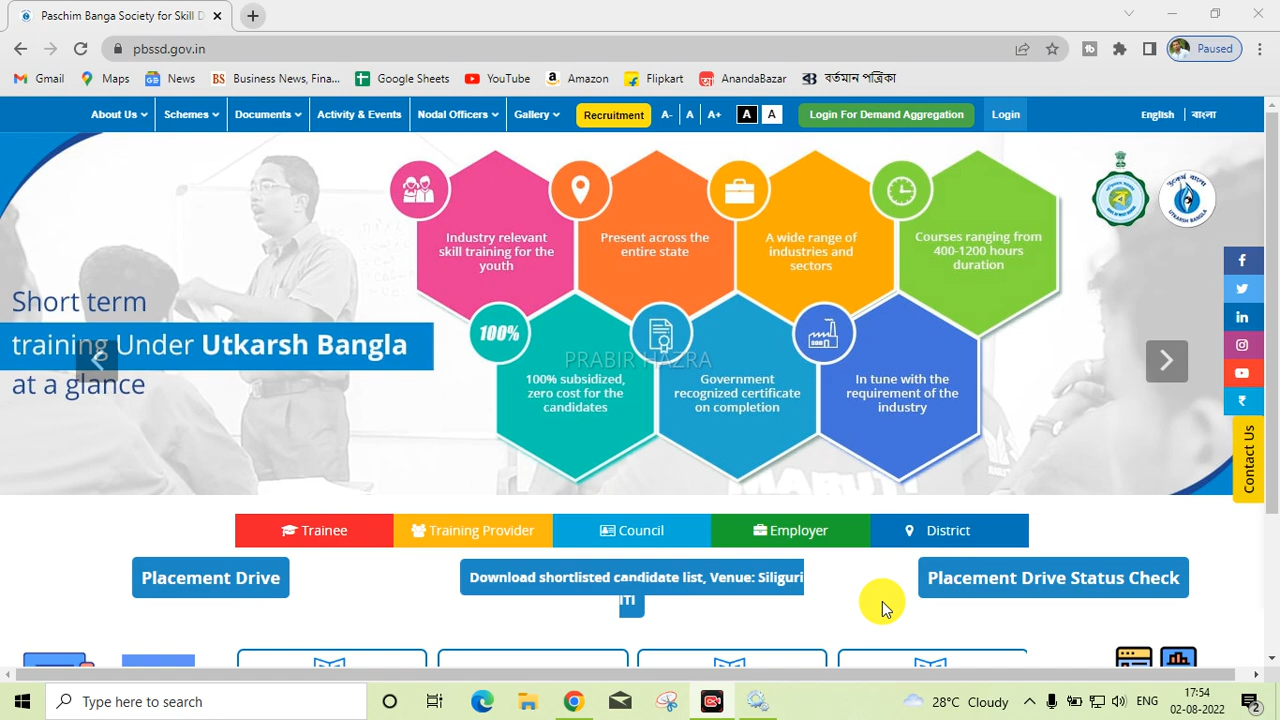 Paschim Banga Society for Skill D
pbssd.gov.in
Paused
Gmail
Maps
News
BS Business News, Fina...
Google Sheets
YouTube
a Amazon
Flipkart
AnandaBazar
বর্তমান পত্রিকা
About Us
Schemes
Documents
Activity & Events
Nodal Officers
Gallery
Recruitment
A-
A
A+
A
A
Login For Demand Aggregation
Login
English
বাংলা
Industry relevant
skill training for the
youth
Present across the
entire state
A wide range of
industries and
sectors
Courses ranging from
400-1200 hours
duration
UTKARSH BANGLA
Short term
training Under Utkarsh Bangla
at a glance
100%
100% subsidized,
zero cost for the
candidates
Government
recognized certificate
on completion
In tune with the
requirement of the
industry
PRABIR HAZRA
MARUTI
Contact Us
Trainee
Training Provider
Council
Employer
District
Placement Drive
Download shortlisted candidate list, Venue: Siliguri
ITI
Placement Drive Status Check
Type here to search
28°C Cloudy
ENG
17:54
02-08-2022
2